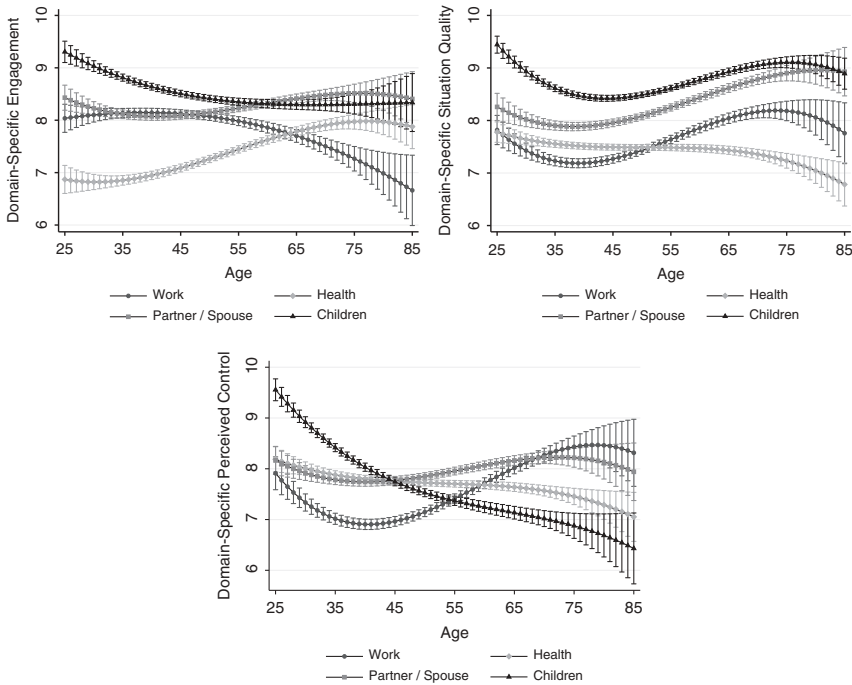 Domain-Specific Engagement
10
9
8
7
6
25 35 45 55 65 75 85
Age
Work Health
Partner / Spouse Children
Domain-Specific Situation Quality
10
9
8
7
6
25 35 45 55 65 75 85
Age
Work Health
Partner / Spouse Children
Domain-Specific Perceived Control
10
9
8
7
6
25 35 45 55 65 75 85
Age
Work Health
Partner / Spouse Children